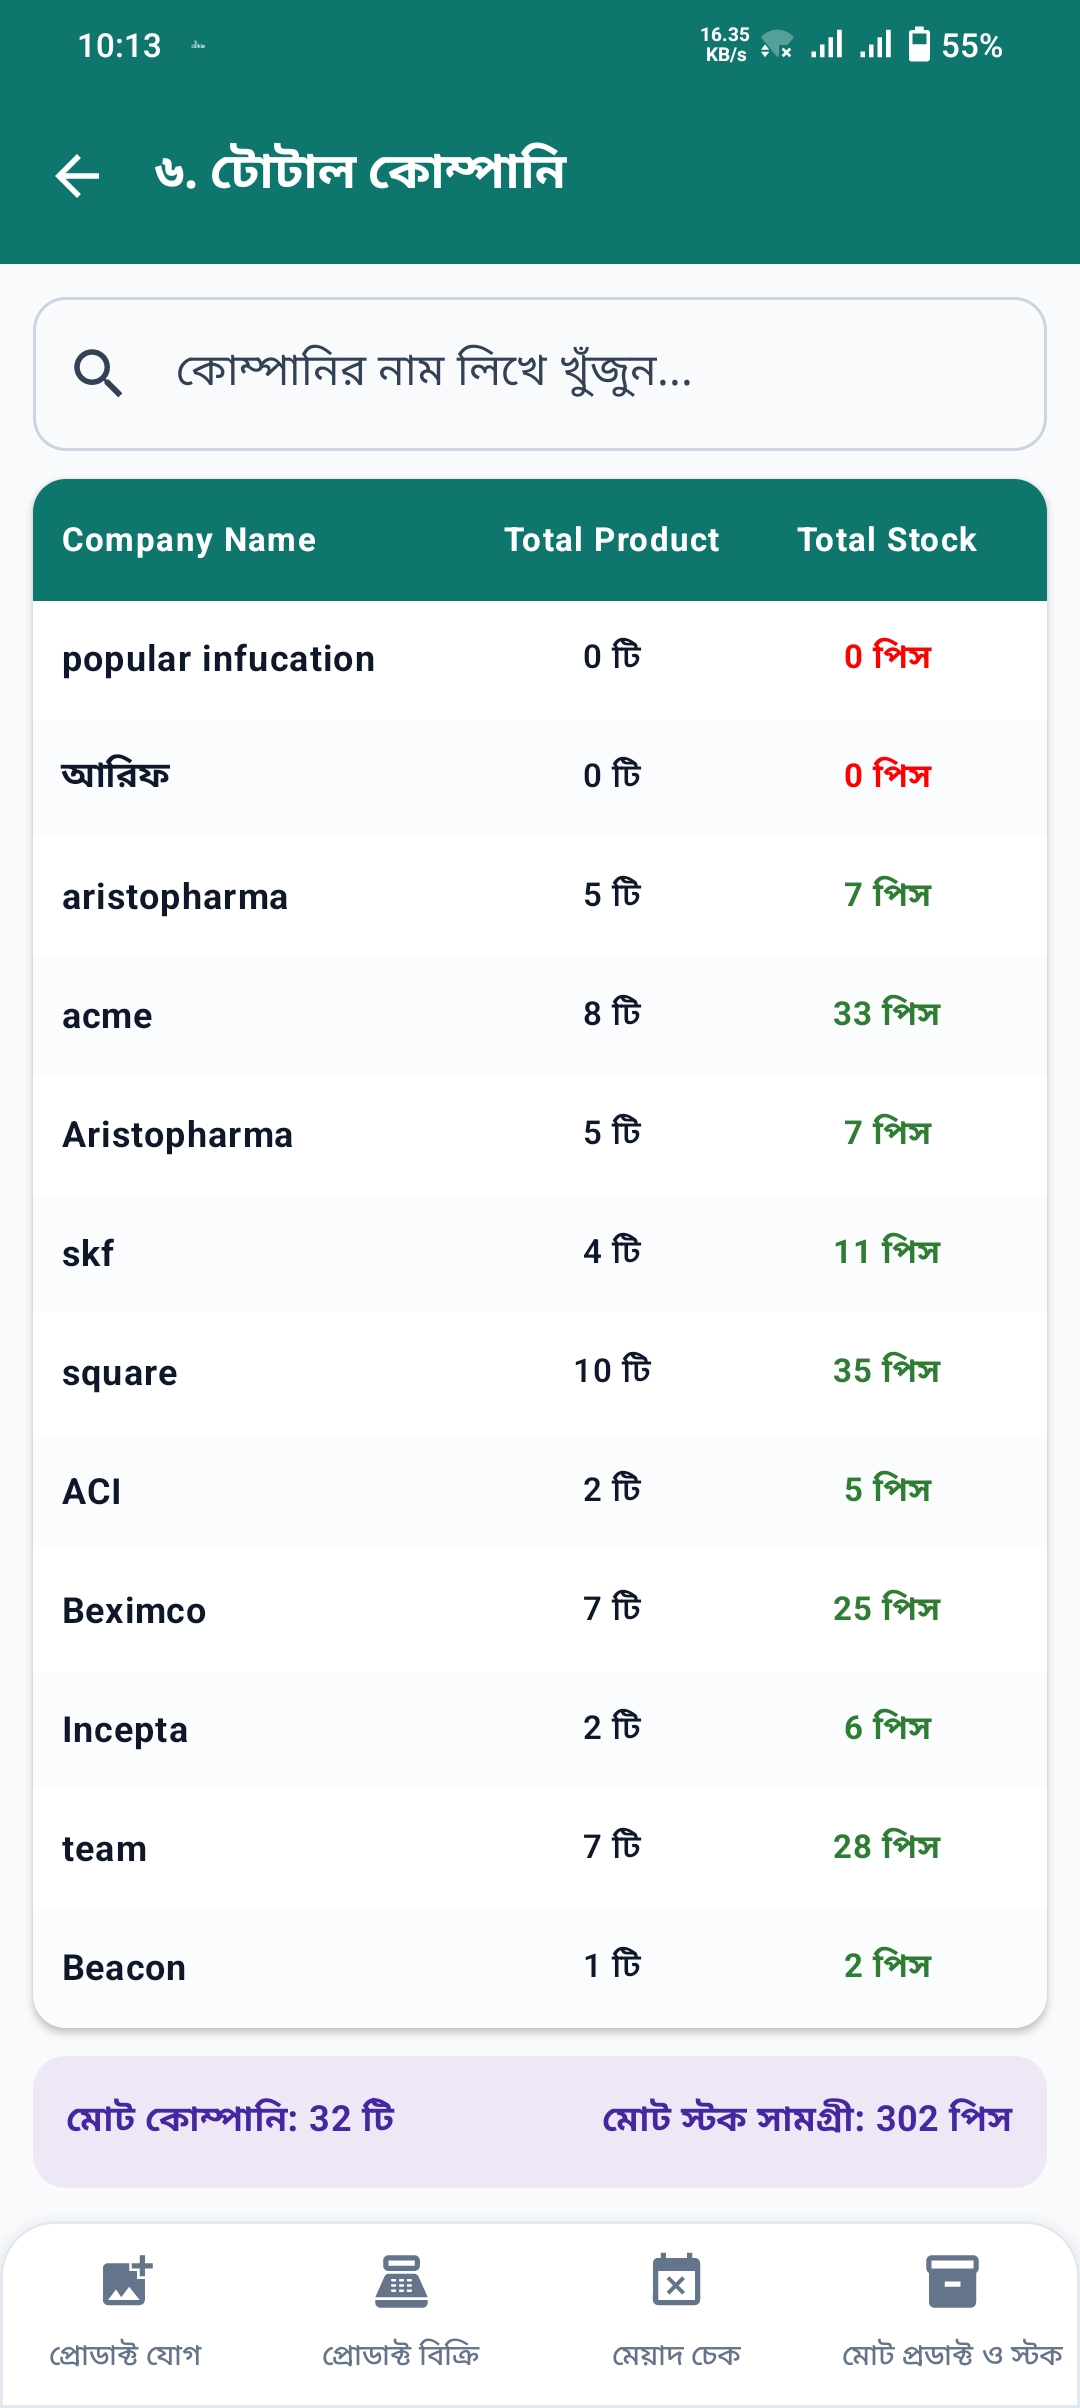 10:13
16.35 KB/s
55%
৬. টোটাল কোম্পানি
কোম্পানির নাম লিখে খুঁজুন...
Company Name Total Product Total Stock
popular infucation 0 টি 0 পিস
আরিফ 0 টি 0 পিস
aristopharma 5 টি 7 পিস
acme 8 টি 33 পিস
Aristopharma 5 টি 7 পিস
skf 4 টি 11 পিস
square 10 টি 35 পিস
ACI 2 টি 5 পিস
Beximco 7 টি 25 পিস
Incepta 2 টি 6 পিস
team 7 টি 28 পিস
Beacon 1 টি 2 পিস
মোট কোম্পানি: 32 টি মোট স্টক সামগ্রী: 302 পিস
প্রোডাক্ট যোগ প্রোডাক্ট বিক্রি মেয়াদ চেক মোট প্রডাক্ট ও স্টক